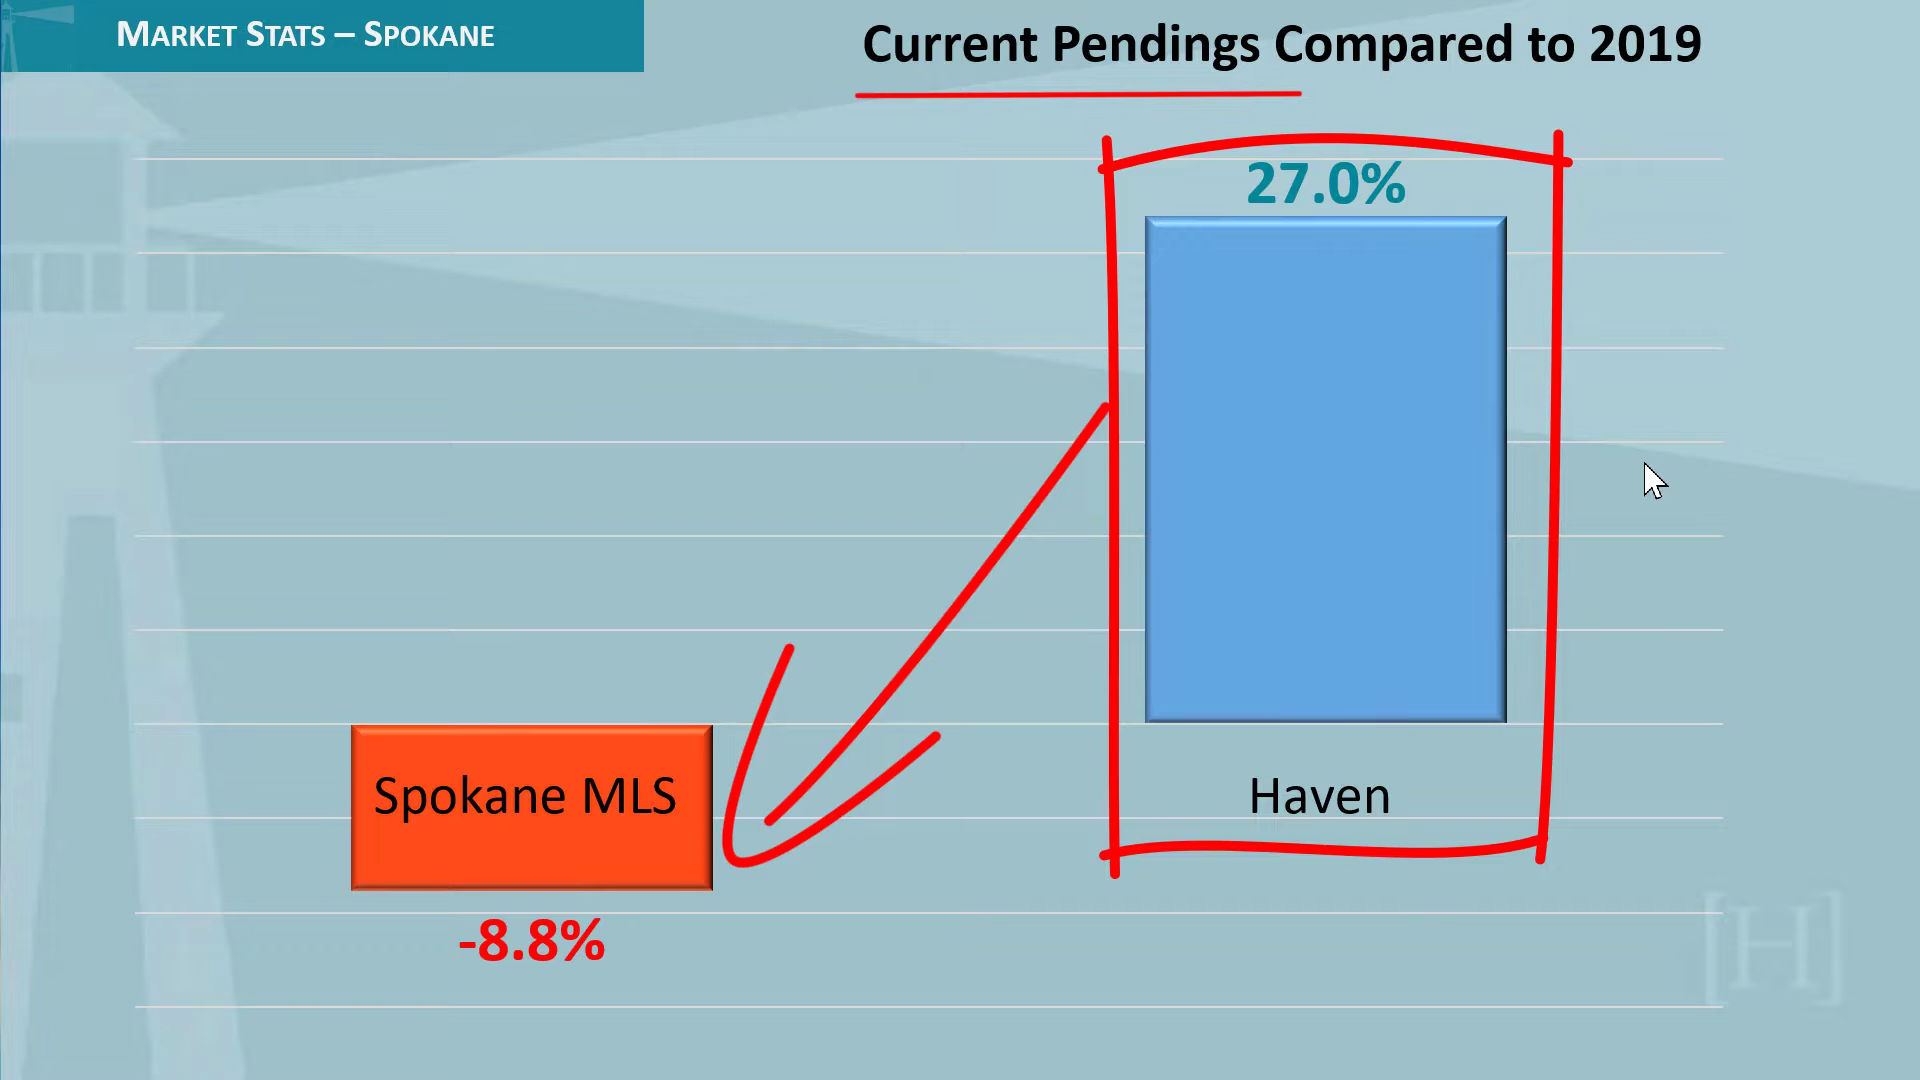 MARKET STATS – SPOKANE
Current Pendings Compared to 2019
27.0%
Spokane MLS
Haven
-8.8%
[H]